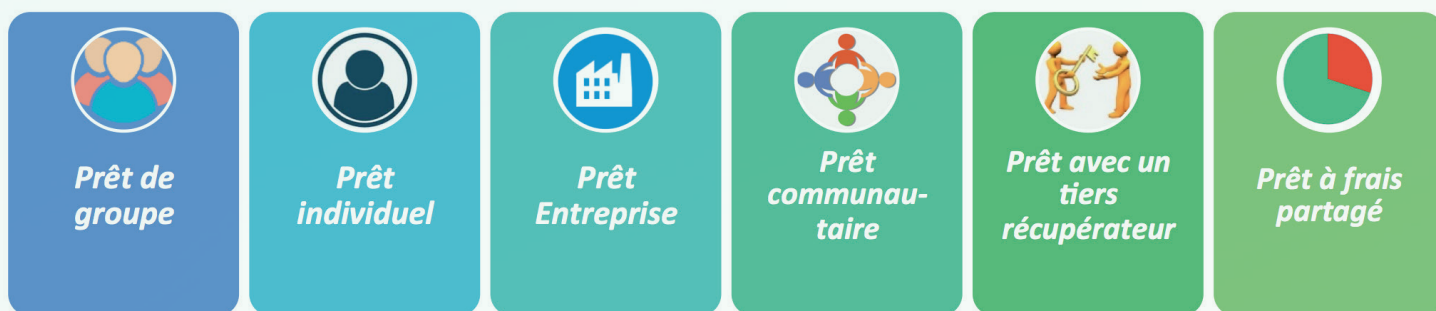 Prêt de
groupe
Prêt
individuel
Prêt
Entreprise
Prêt
communau-
taire
Prêt avec un
tiers
récupérateur
Prêt à frais
partagé